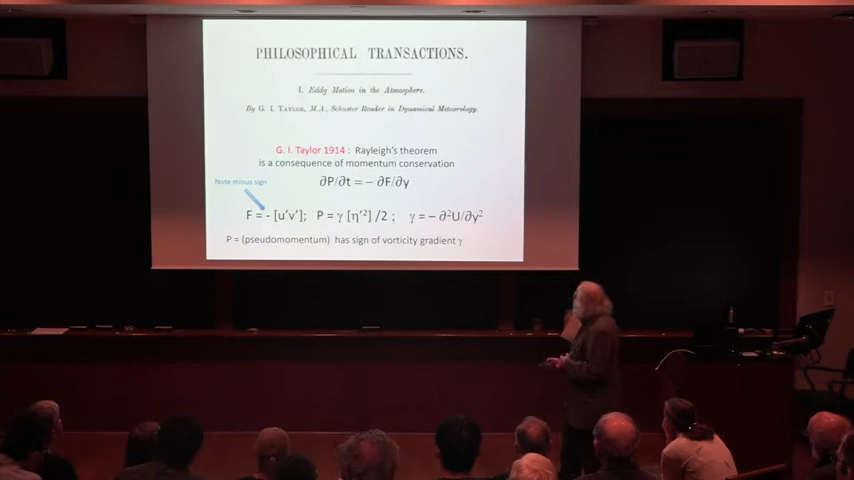 PHILOSOPHICAL TRANSACTIONS.
I. Eddy Motion in the Atmosphere.
By G. I. TAYLOR, M.A., Schuster Reader in Dynamical Meteorology.
G. I. Taylor 1914 : Rayleigh's theorem
is a consequence of momentum conservation
∂P/∂t = − ∂F/∂y
Note minus sign
F = - [u'v']; P = γ [η'²] /2 ; γ = − ∂²U/∂y²
P = (pseudomomentum) has sign of vorticity gradient γ